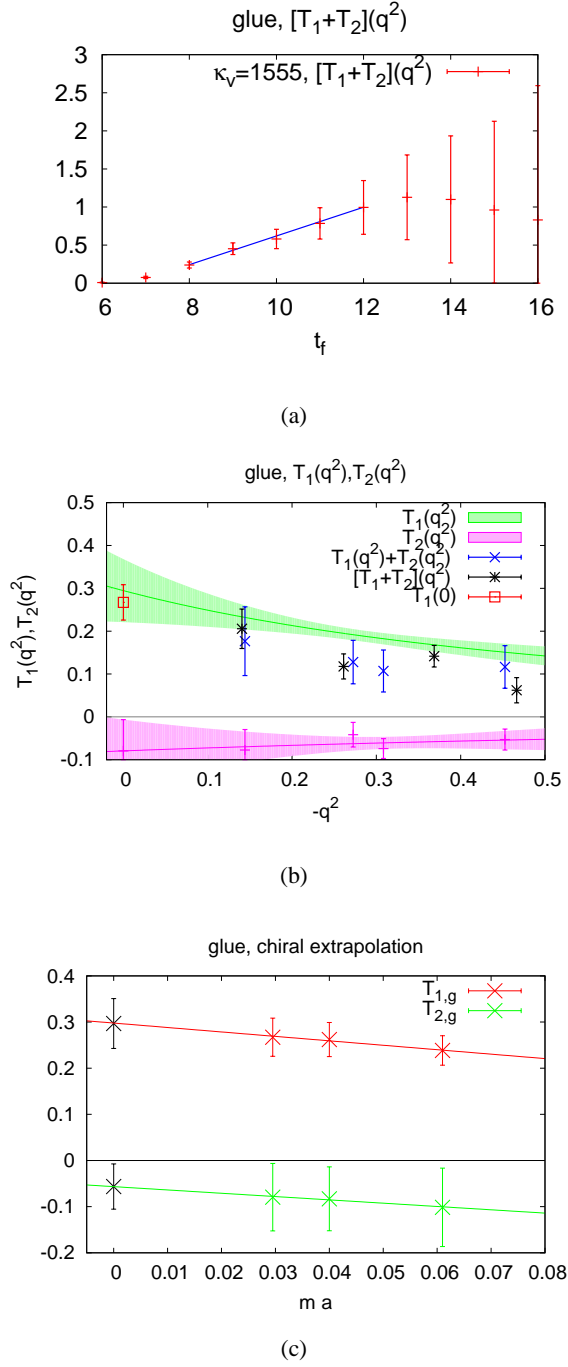 glue, [T₁+T₂](q²)
κᵥ=1555, [T₁+T₂](q²)
3
2.5
2
1.5
1
0.5
0
6 8 10 12 14 16
t_f
(a)
glue, T₁(q²),T₂(q²)
T₁(q²)
T₂(q²)
T₁(q²)+T₂(q²)
[T₁+T₂](q²)
T₁(0)
T₁(q²),T₂(q²)
0.5
0.4
0.3
0.2
0.1
0
-0.1
0 0.1 0.2 0.3 0.4 0.5
-q²
(b)
glue, chiral extrapolation
T₁,g
T₂,g
0.4
0.3
0.2
0.1
0
-0.1
-0.2
0 0.01 0.02 0.03 0.04 0.05 0.06 0.07 0.08
m a
(c)